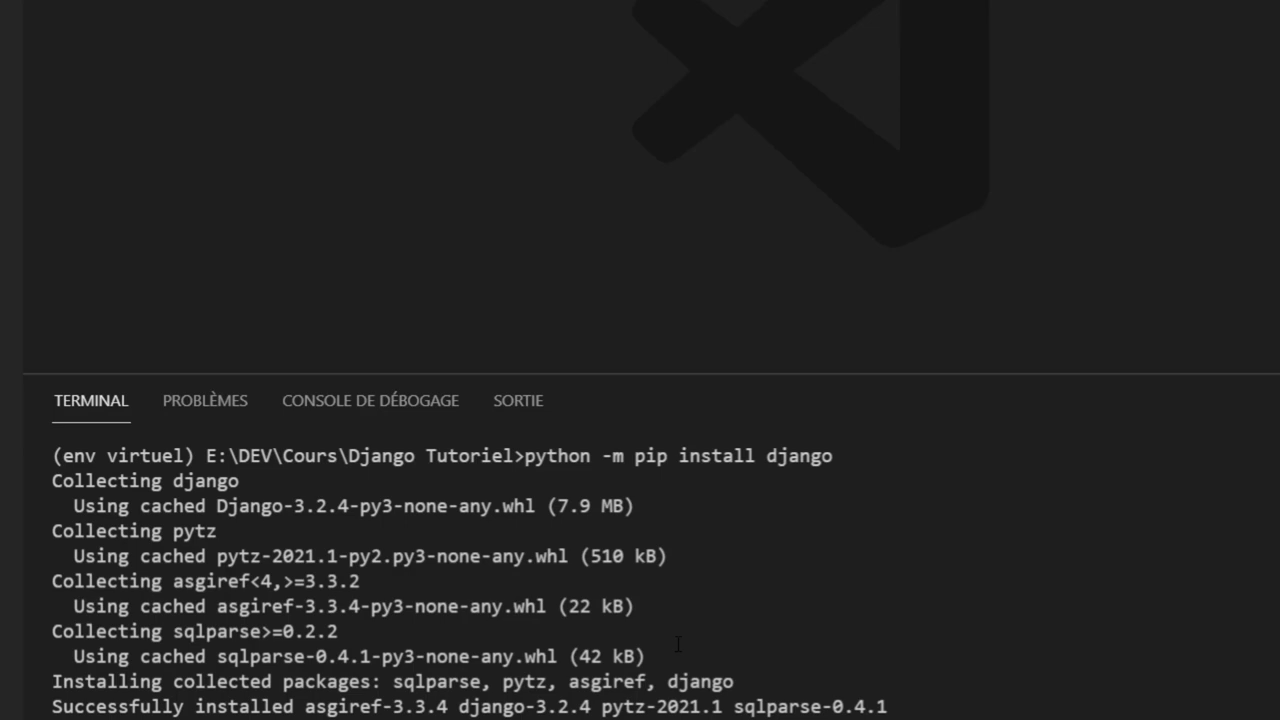 TERMINAL PROBLÈMES CONSOLE DE DÉBOGAGE SORTIE
(env virtuel) E:\DEV\Cours\Django Tutoriel>python -m pip install django
Collecting django
  Using cached Django-3.2.4-py3-none-any.whl (7.9 MB)
Collecting pytz
  Using cached pytz-2021.1-py2.py3-none-any.whl (510 kB)
Collecting asgiref<4,>=3.3.2
  Using cached asgiref-3.3.4-py3-none-any.whl (22 kB)
Collecting sqlparse>=0.2.2
  Using cached sqlparse-0.4.1-py3-none-any.whl (42 kB)
Installing collected packages: sqlparse, pytz, asgiref, django
Successfully installed asgiref-3.3.4 django-3.2.4 pytz-2021.1 sqlparse-0.4.1